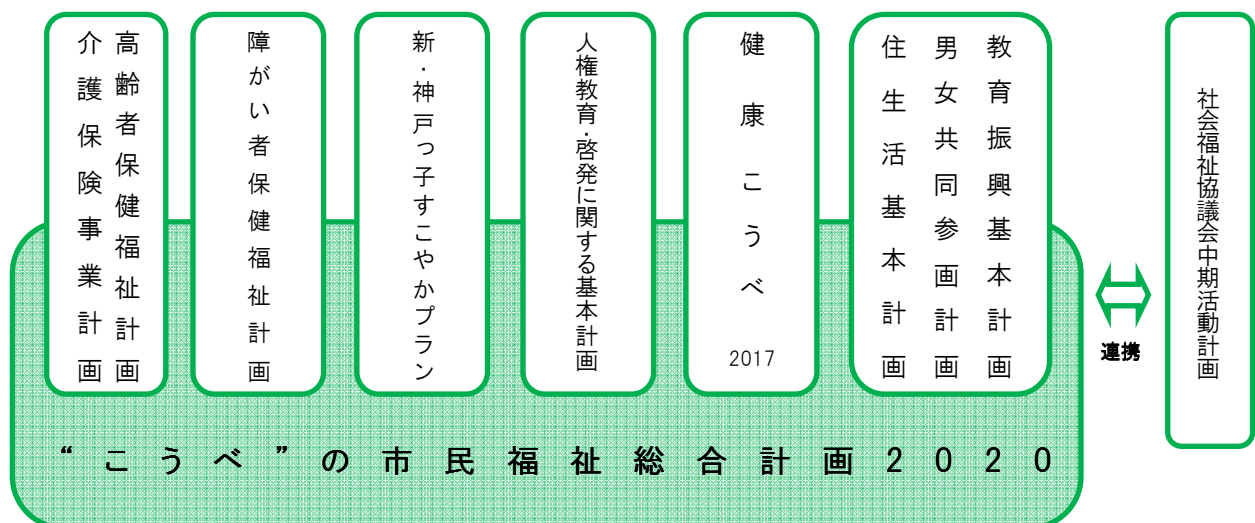 高齢者保健福祉計画
介護保険事業計画
障がい者保健福祉計画
新・神戸っ子すこやかプラン
人権教育・啓発に関する基本計画
健康こうべ
2017
教育振興基本計画
男女共同参画計画
住生活基本計画
連携
社会福祉協議会中期活動計画
“こうべ”の市民福祉総合計画2020